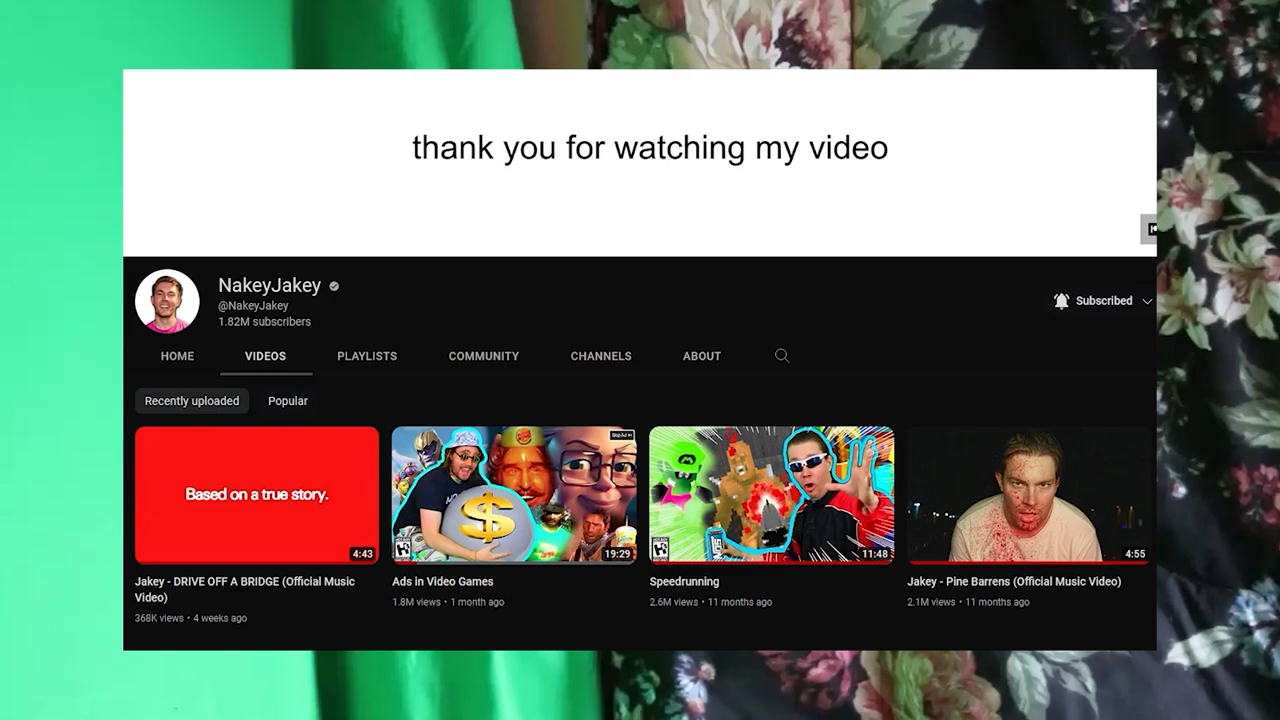 thank you for watching my video
NakeyJakey
@NakeyJakey
1.82M subscribers
Subscribed
HOME
VIDEOS
PLAYLISTS
COMMUNITY
CHANNELS
ABOUT
Recently uploaded
Popular
Based on a true story.
4:43
19:29
11:48
4:55
Jakey - DRIVE OFF A BRIDGE (Official Music
Video)
368K views • 4 weeks ago
Ads in Video Games
1.8M views • 1 month ago
Speedrunning
2.6M views • 11 months ago
Jakey - Pine Barrens (Official Music Video)
2.1M views • 11 months ago